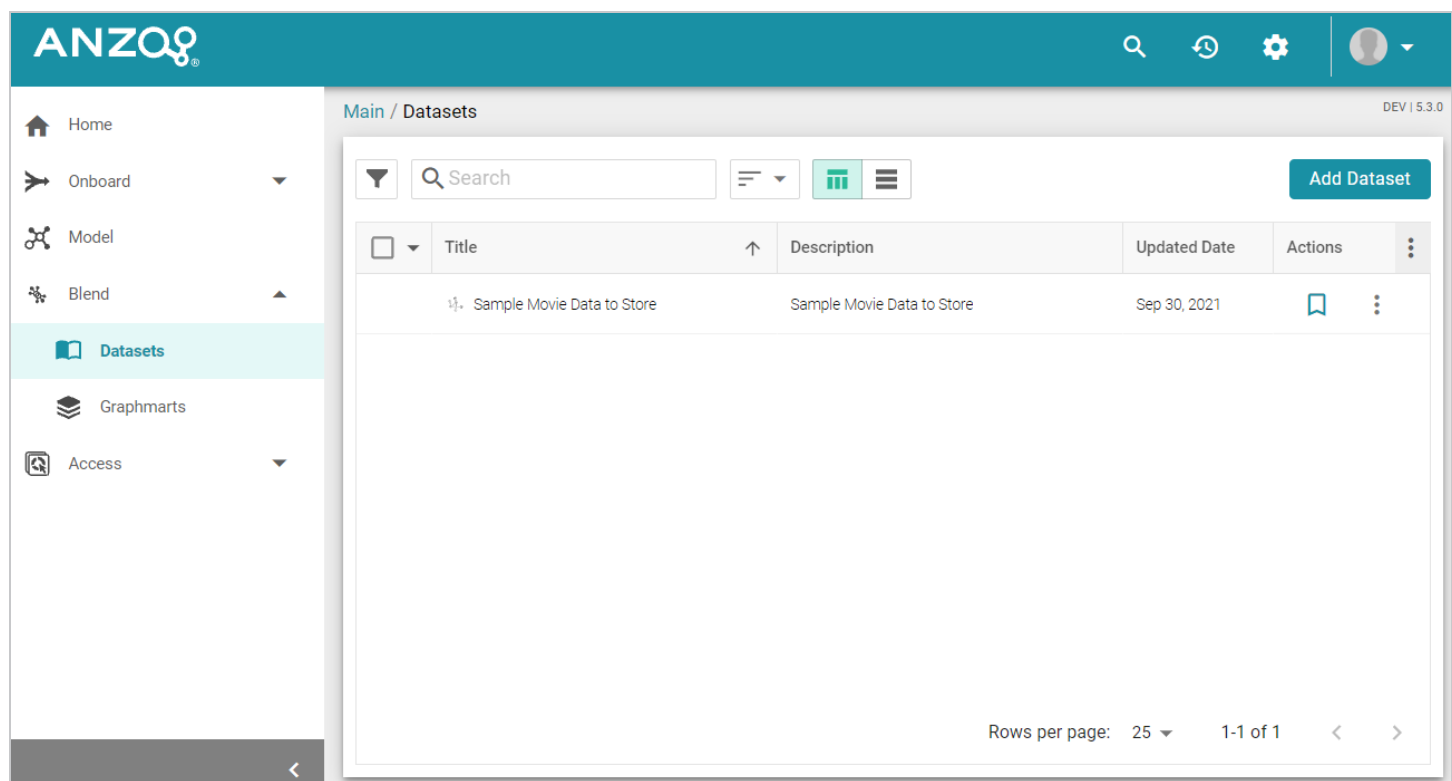 ANZO®
Home
Onboard
Model
Blend
Datasets
Graphmarts
Access
Main / Datasets
DEV | 5.3.0
Search
Add Dataset
Title Description Updated Date Actions
Sample Movie Data to Store Sample Movie Data to Store Sep 30, 2021
Rows per page: 25 1-1 of 1